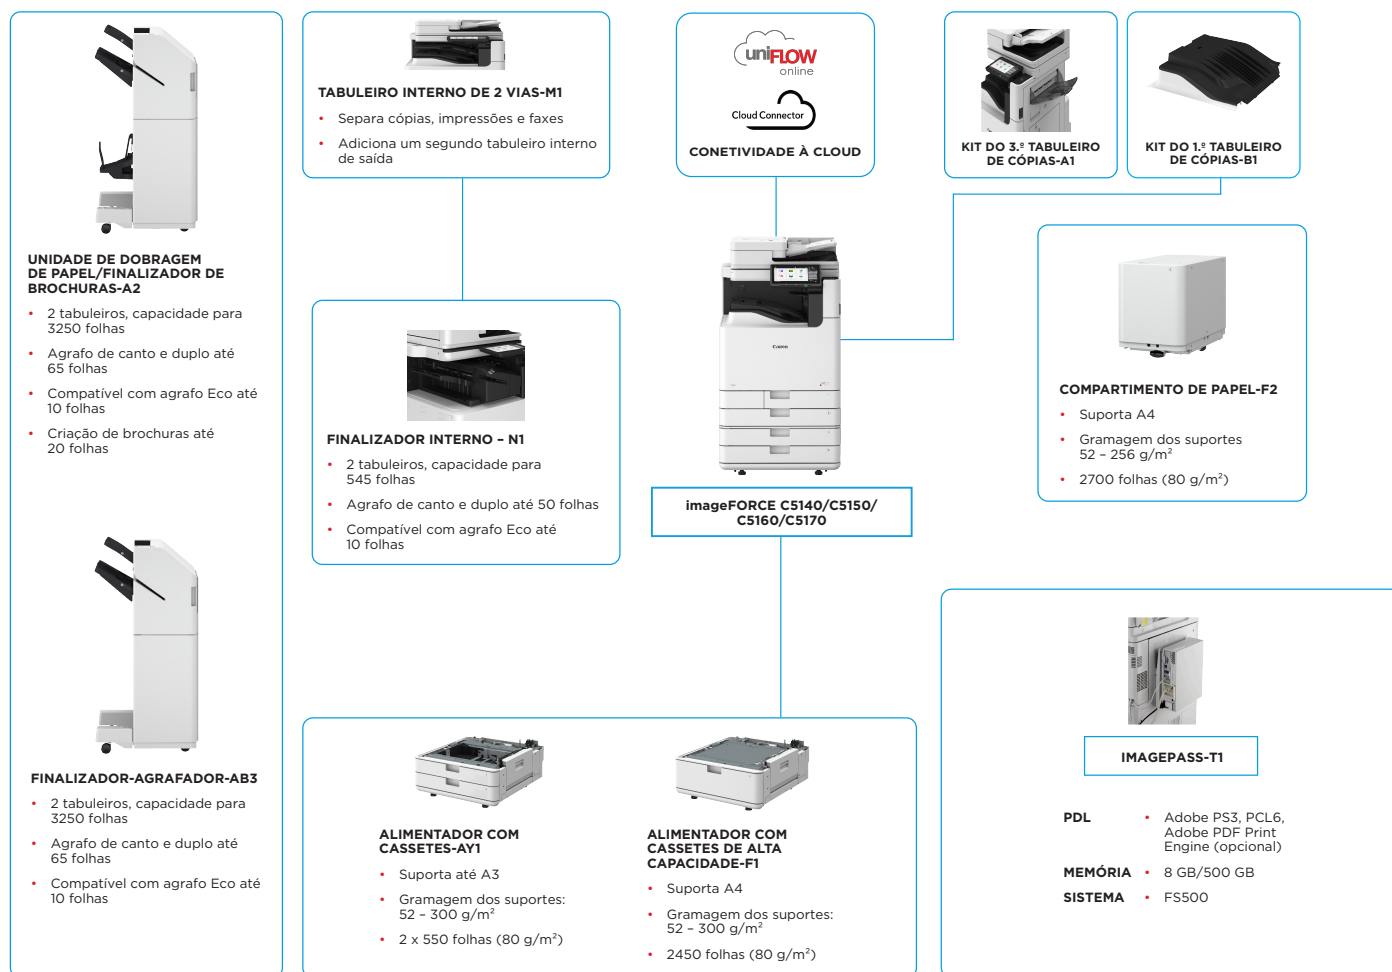 UNIDADE DE DOBRAGEM
DE PAPEL/FINALIZADOR DE
BROCHURAS-A2
• 2 tabuleiros, capacidade para
3250 folhas
• Agrafo de canto e duplo até
65 folhas
• Compatível com agrafo Eco até
10 folhas
• Criação de brochuras até
20 folhas
FINALIZADOR-AGRAFADOR-AB3
• 2 tabuleiros, capacidade para
3250 folhas
• Agrafo de canto e duplo até
65 folhas
• Compatível com agrafo Eco até
10 folhas
TABULEIRO INTERNO DE 2 VIAS-M1
• Separa cópias, impressões e faxes
• Adiciona um segundo tabuleiro interno
de saída
FINALIZADOR INTERNO – N1
• 2 tabuleiros, capacidade para
545 folhas
• Agrafo de canto e duplo até 50 folhas
• Compatível com agrafo Eco até
10 folhas
uniFLOW
online
Cloud Connector
CONETIVIDADE À CLOUD
Canon
imageFORCE C5140/C5150/
C5160/C5170
KIT DO 3.º TABULEIRO
DE CÓPIAS-A1
KIT DO 1.º TABULEIRO
DE CÓPIAS-B1
COMPARTIMENTO DE PAPEL-F2
• Suporta A4
• Gramagem dos suportes
52 – 256 g/m²
• 2700 folhas (80 g/m²)
ALIMENTADOR COM
CASSETES-AY1
• Suporta até A3
• Gramagem dos suportes:
52 – 300 g/m²
• 2 x 550 folhas (80 g/m²)
ALIMENTADOR COM
CASSETES DE ALTA
CAPACIDADE-F1
• Suporta A4
• Gramagem dos suportes:
52 – 300 g/m²
• 2450 folhas (80 g/m²)
IMAGEPASS-T1
PDL • Adobe PS3, PCL6,
Adobe PDF Print
Engine (opcional)
MEMÓRIA • 8 GB/500 GB
SISTEMA • FS500